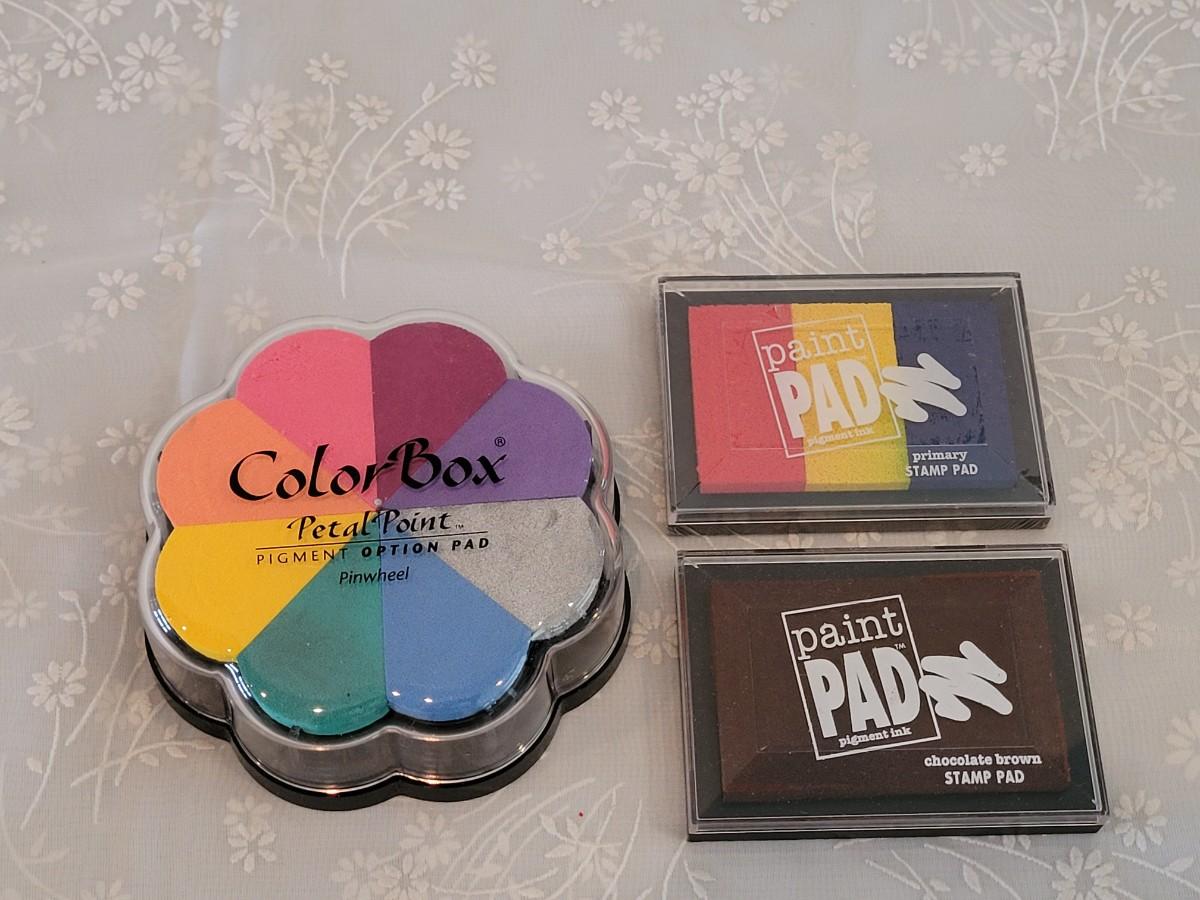 ColorBox®
Petal Point™
PIGMENT OPTION PAD
Pinwheel
paint
PAD
pigment ink
primary
STAMP PAD
paint
PAD™
pigment ink
chocolate brown
STAMP PAD